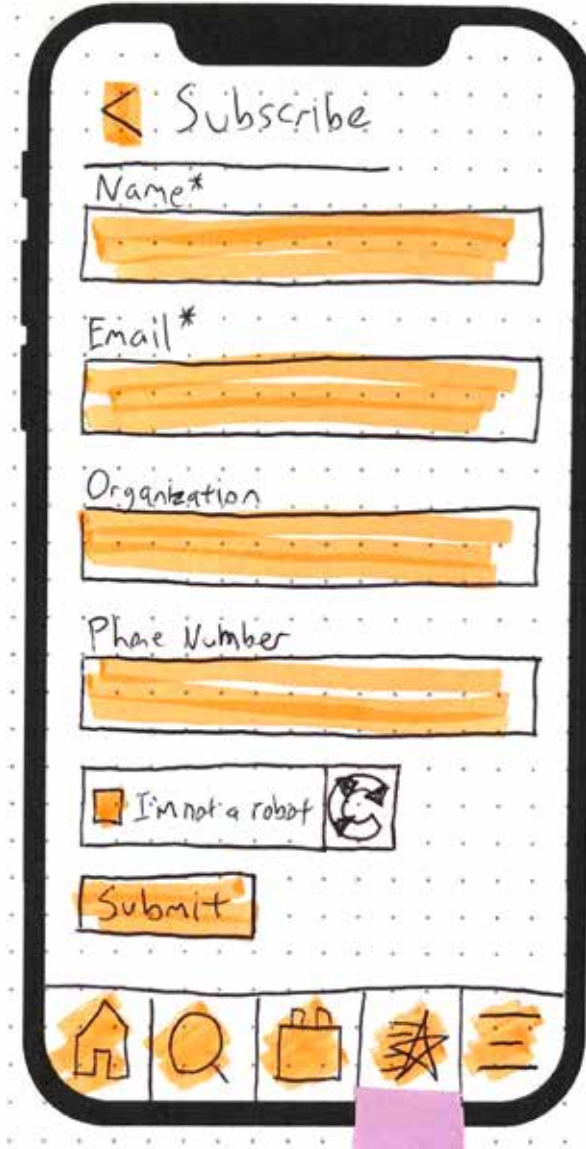 < Subscribe
Name*
Email*
Organization
Phone Number
I'm not a robot
Submit